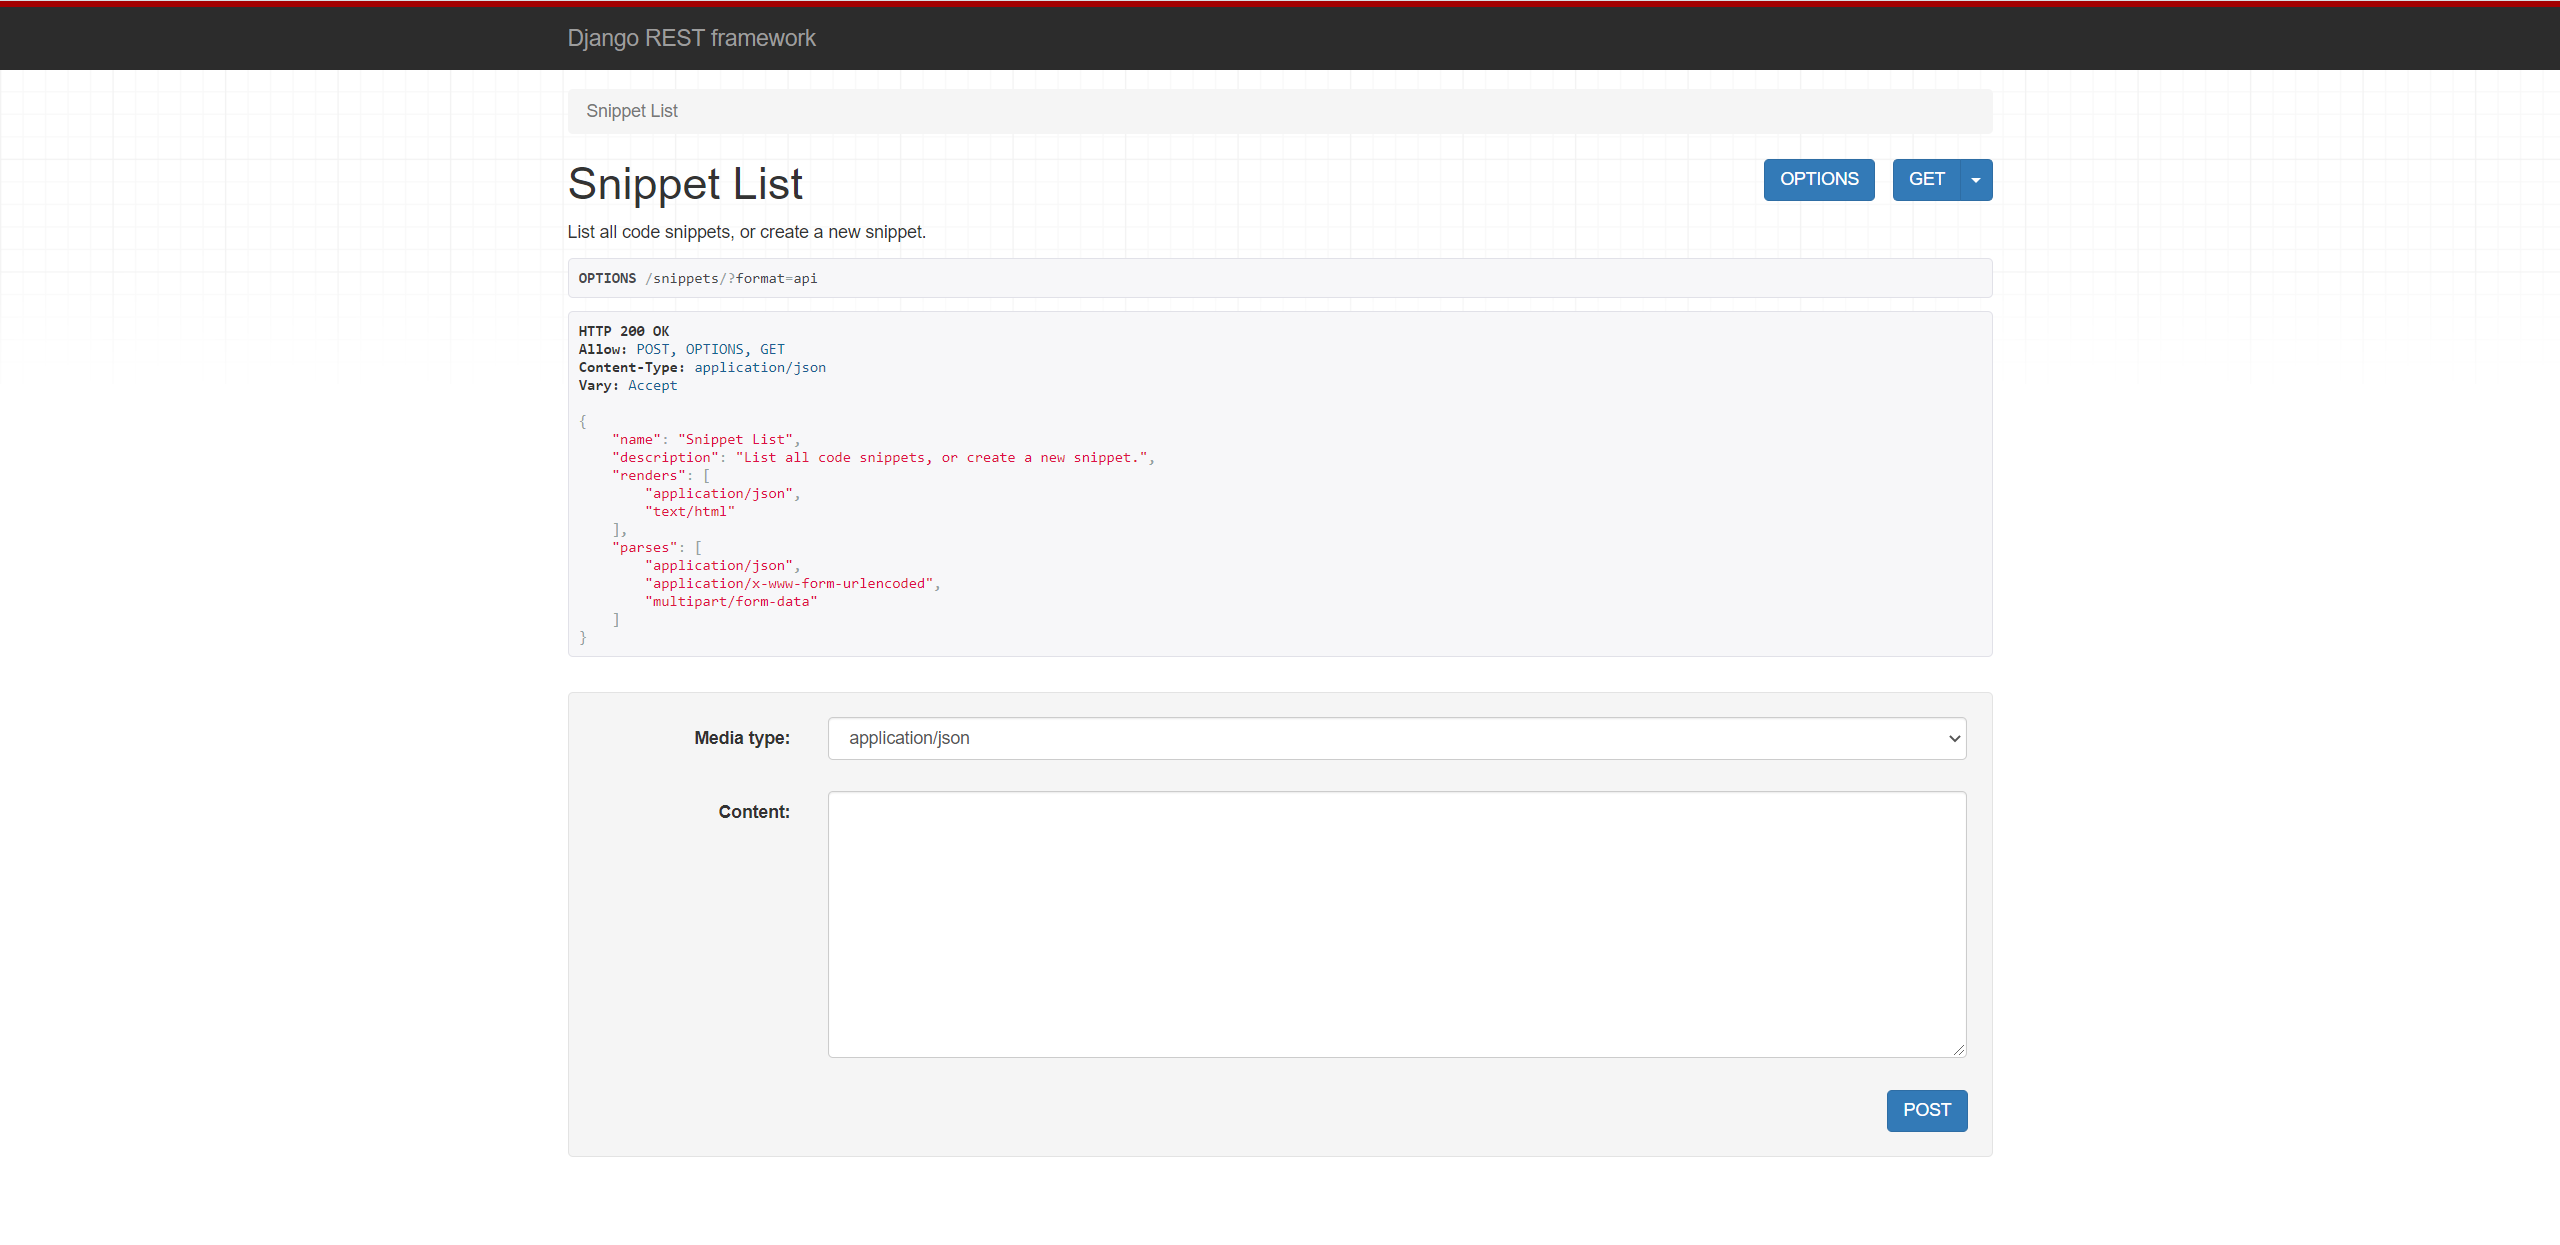 Django REST framework
Snippet List
Snippet List
OPTIONS
GET
List all code snippets, or create a new snippet.
OPTIONS /snippets/?format=api
HTTP 200 OK
Allow: POST, OPTIONS, GET
Content-Type: application/json
Vary: Accept
{
    "name": "Snippet List",
    "description": "List all code snippets, or create a new snippet.",
    "renders": [
        "application/json",
        "text/html"
    ],
    "parses": [
        "application/json",
        "application/x-www-form-urlencoded",
        "multipart/form-data"
    ]
}
Media type:
application/json
Content:
POST